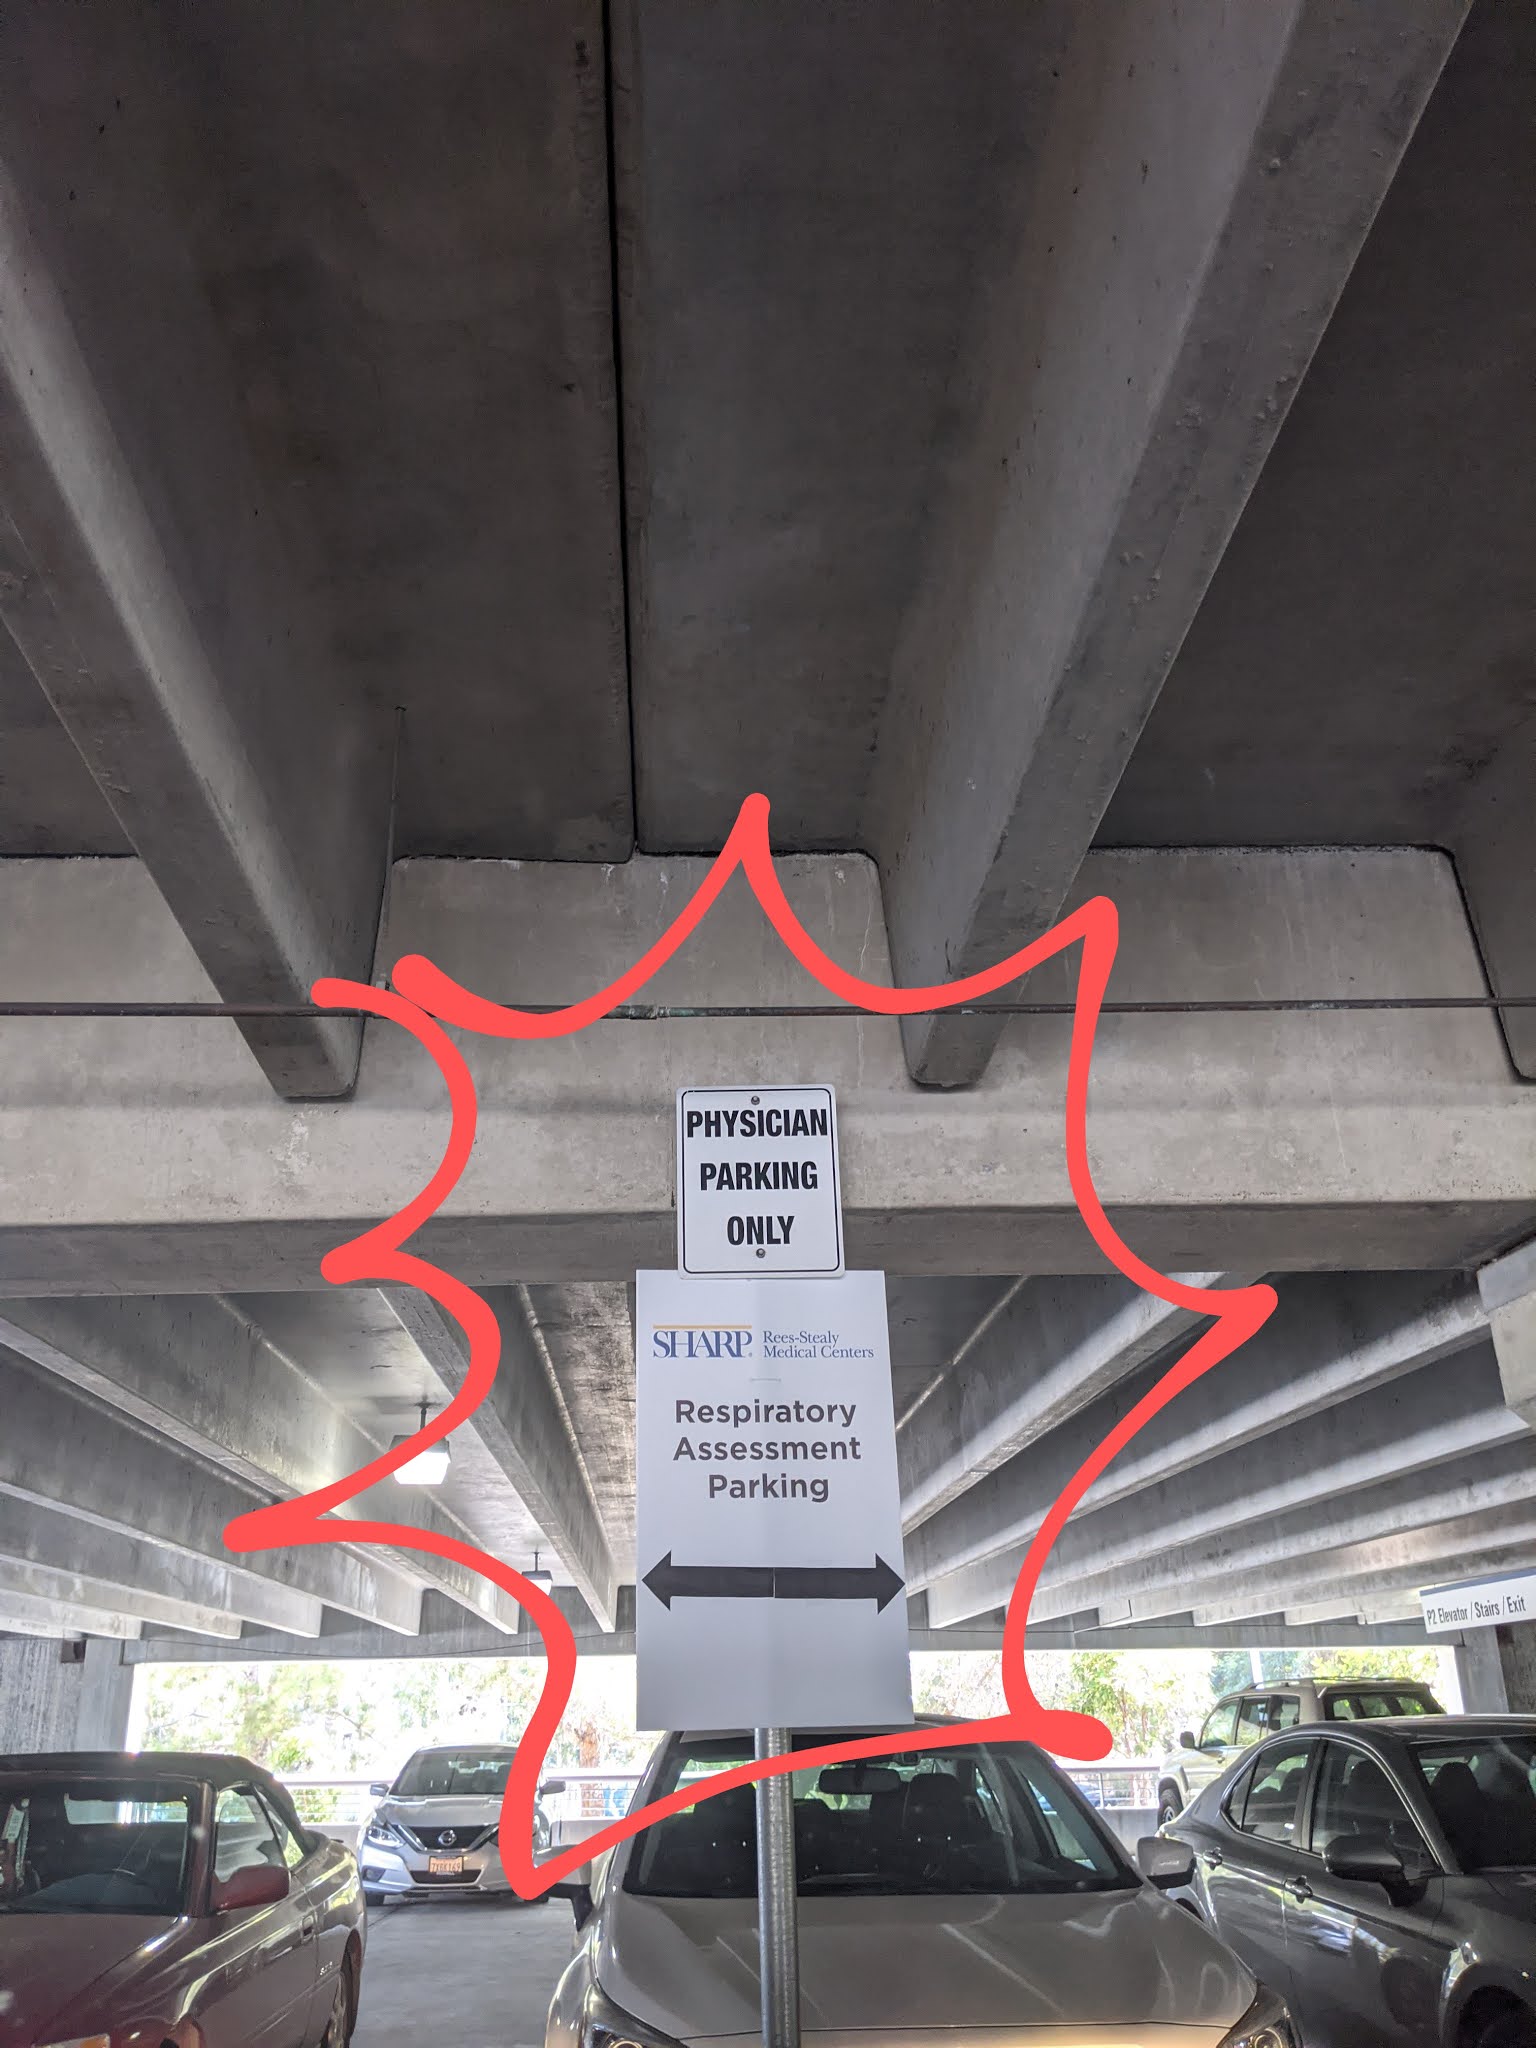 PHYSICIAN
PARKING
ONLY
SHARP
Rees-Stealy
Medical Centers
Respiratory
Assessment
Parking
P2 Elevator / Stairs / Exit